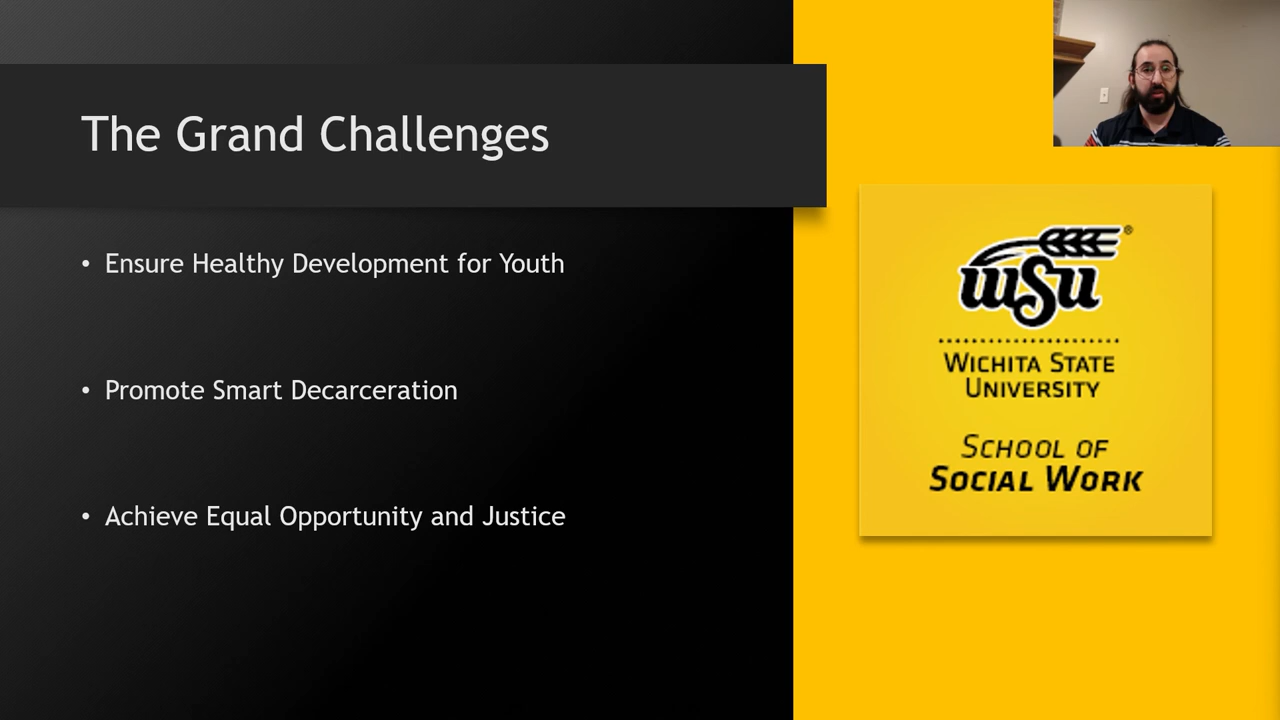 The Grand Challenges
• Ensure Healthy Development for Youth
• Promote Smart Decarceration
• Achieve Equal Opportunity and Justice
wsu®
WICHITA STATE
UNIVERSITY
SCHOOL OF
SOCIAL WORK